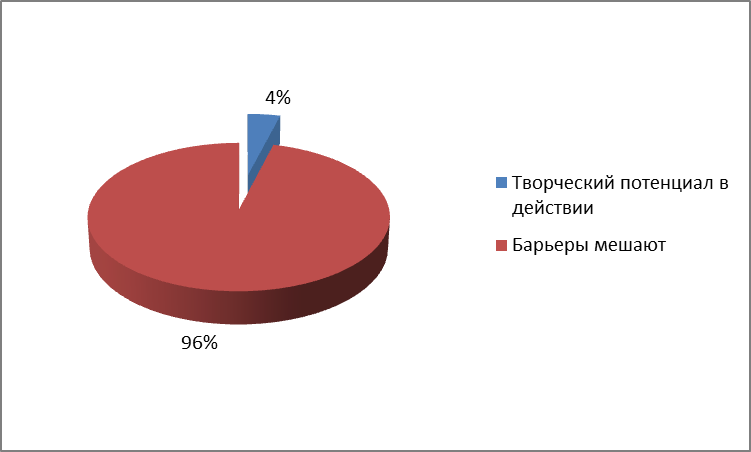 4%
Творческий потенциал в
действии
Барьеры мешают
96%